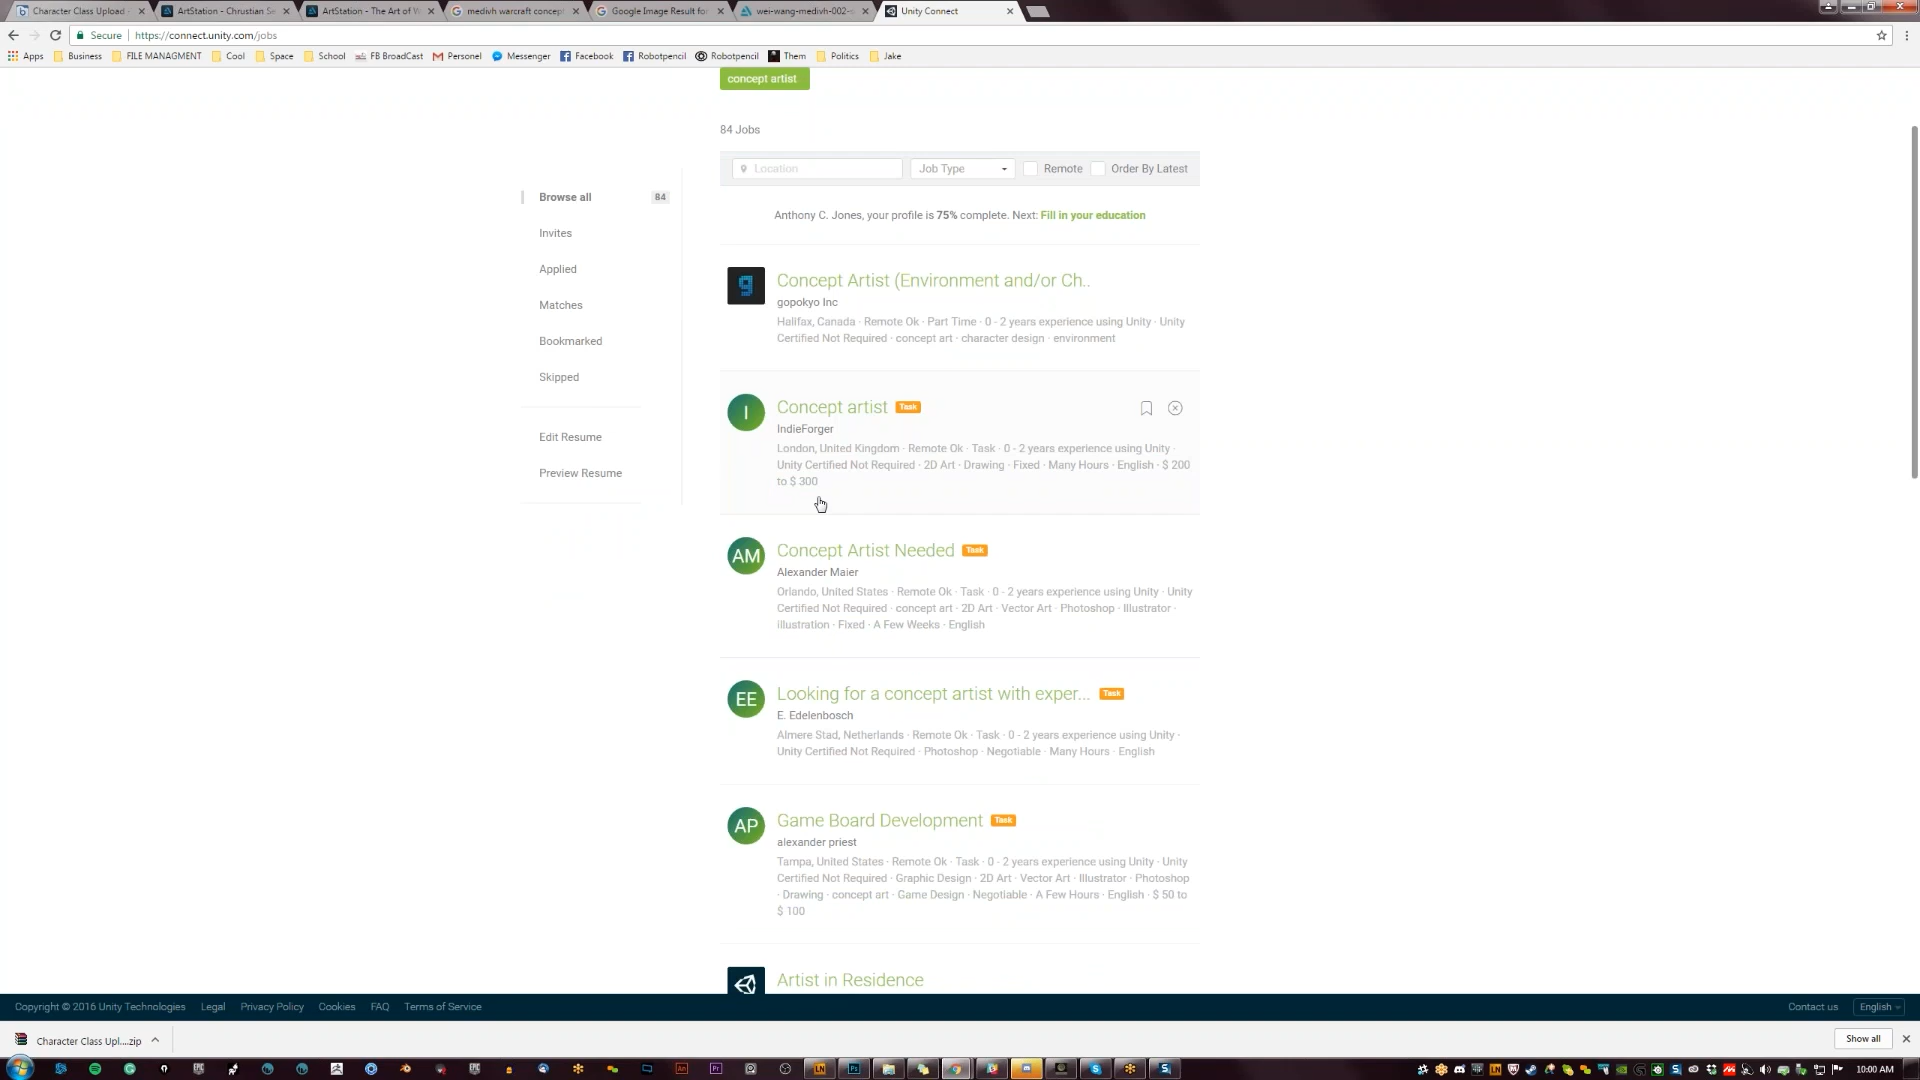 Character Class Upload -
ArtStation - Chrustian Se
ArtStation - The Art of W
medivh warcraft concept
Google Image Result for
wei-wang-medivh-002-
Unity Connect
Secure
https://connect.unity.com/jobs
Apps
Business
FILE MANAGMENT
Cool
Space
School
FB BroadCast
Personel
Messenger
Facebook
Robotpencil
Robotpencil
Them
Politics
Jake
concept artist
84 Jobs
Location
Job Type
Remote
Order By Latest
Browse all
84
Invites
Applied
Matches
Bookmarked
Skipped
Edit Resume
Preview Resume
Anthony C. Jones, your profile is 75% complete. Next: Fill in your education
g
Concept Artist (Environment and/or Ch..
gopokyo Inc
Halifax, Canada · Remote Ok · Part Time · 0 - 2 years experience using Unity · Unity
Certified Not Required · concept art · character design · environment
I
Concept artist Task
IndieForger
London, United Kingdom · Remote Ok · Task · 0 - 2 years experience using Unity ·
Unity Certified Not Required · 2D Art · Drawing · Fixed · Many Hours · English · $ 200
to $ 300
AM
Concept Artist Needed Task
Alexander Maier
Orlando, United States · Remote Ok · Task · 0 - 2 years experience using Unity · Unity
Certified Not Required · concept art · 2D Art · Vector Art · Photoshop · Illustrator ·
illustration · Fixed · A Few Weeks · English
EE
Looking for a concept artist with exper... Task
E. Edelenbosch
Almere Stad, Netherlands · Remote Ok · Task · 0 - 2 years experience using Unity ·
Unity Certified Not Required · Photoshop · Negotiable · Many Hours · English
AP
Game Board Development Task
alexander priest
Tampa, United States · Remote Ok · Task · 0 - 2 years experience using Unity · Unity
Certified Not Required · Graphic Design · 2D Art · Vector Art · Illustrator · Photoshop
· Drawing · concept art · Game Design · Negotiable · A Few Hours · English · $ 50 to
$ 100
Artist in Residence
Copyright © 2016 Unity Technologies
Legal
Privacy Policy
Cookies
FAQ
Terms of Service
Contact us
English
Character Class Upl....zip
Show all
10:00 AM